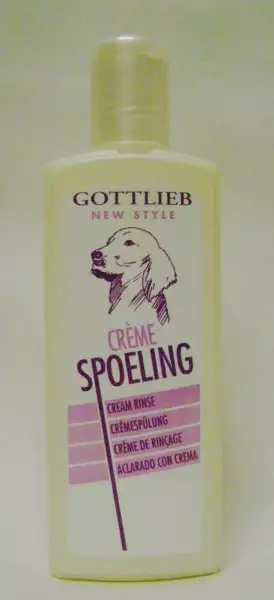 GOTTLIEB
NEW STYLE
CRÈME
SPOELING
CREAM RINSE
CRÈMESPÜLUNG
CRÈME DE RINÇAGE
ACLARADO CON CREMA